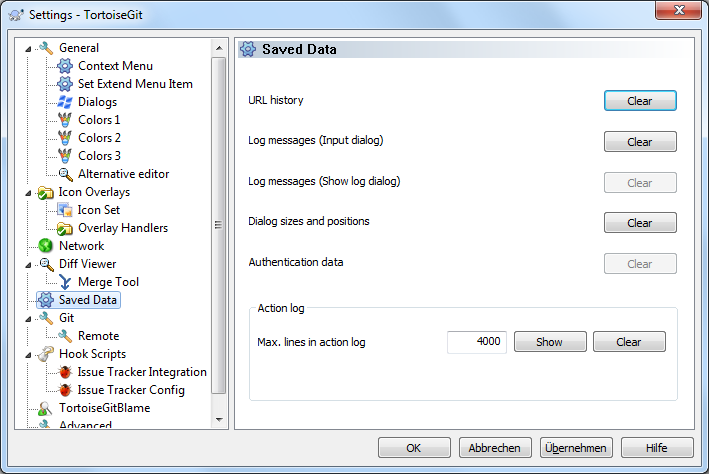 Settings - TortoiseGit
General
Context Menu
Set Extend Menu Item
Dialogs
Colors 1
Colors 2
Colors 3
Alternative editor
Icon Overlays
Icon Set
Overlay Handlers
Network
Diff Viewer
Merge Tool
Saved Data
Git
Remote
Hook Scripts
Issue Tracker Integration
Issue Tracker Config
TortoiseGitBlame
Advanced
Saved Data
URL history Clear
Log messages (Input dialog) Clear
Log messages (Show log dialog) Clear
Dialog sizes and positions Clear
Authentication data Clear
Action log
Max. lines in action log 4000 Show Clear
OK Abbrechen Übernehmen Hilfe